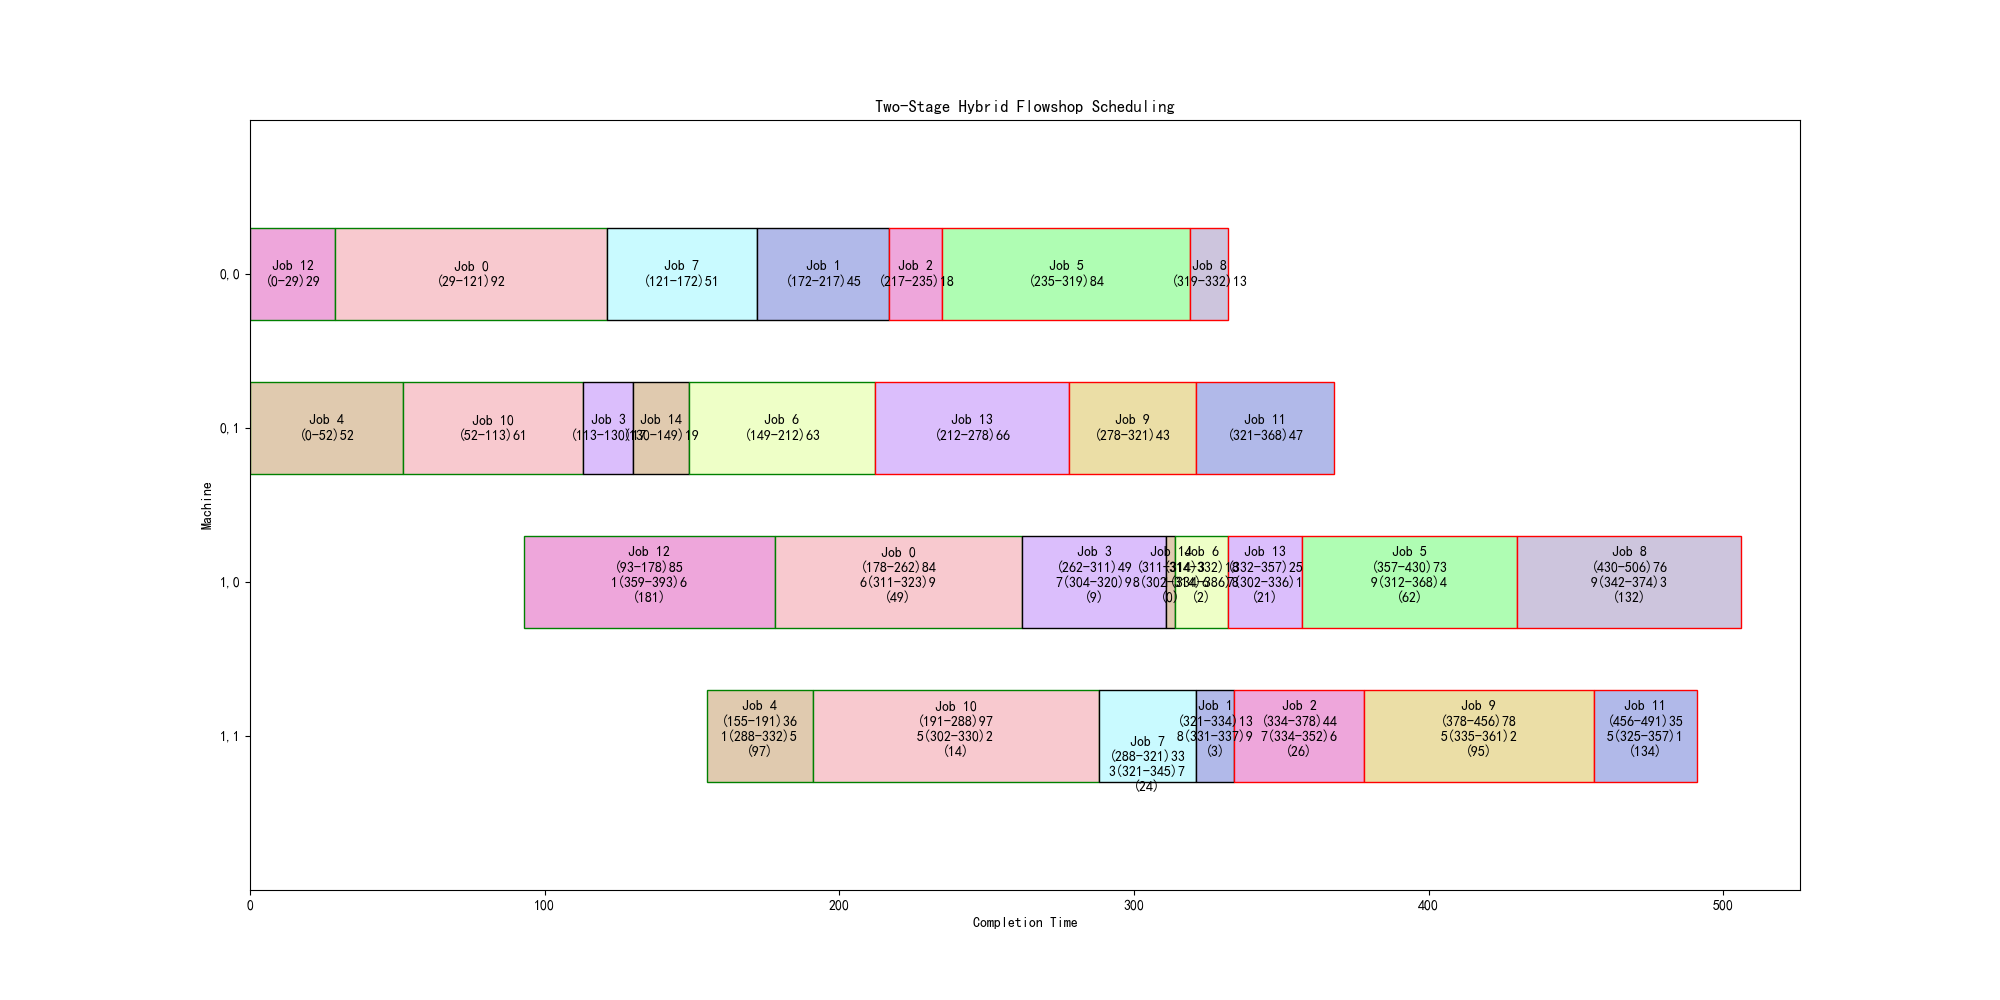 Two-Stage Hybrid Flowshop Scheduling
Machine
0,0
Job 12
(0-29)29
Job 0
(29-121)92
Job 7
(121-172)51
Job 1
(172-217)45
Job 2
(217-235)18
Job 5
(235-319)84
Job 8
(319-332)13
0,1
Job 4
(0-52)52
Job 10
(52-113)61
Job 3
(113-130)17
Job 14
(130-149)19
Job 6
(149-212)63
Job 13
(212-278)66
Job 9
(278-321)43
Job 11
(321-368)47
1,0
Job 12
(93-178)85
1(359-393)6
(181)
Job 0
(178-262)84
6(311-323)9
(49)
Job 3
(262-311)49
7(304-320)9
(9)
Job 14
(311-314)3
(0)
Job 6
(314-332)18
(2)
Job 13
(332-357)25
(302-336)1
(21)
Job 5
(357-430)73
9(312-368)4
(62)
Job 8
(430-506)76
9(342-374)3
(132)
1,1
Job 4
(155-191)36
1(288-332)5
(97)
Job 10
(191-288)97
5(302-330)2
(14)
Job 7
(288-321)33
3(321-345)7
(24)
Job 1
(321-334)13
8(331-337)9
(3)
Job 2
(334-378)44
7(334-352)6
(26)
Job 9
(378-456)78
5(335-361)2
(95)
Job 11
(456-491)35
5(325-357)1
(134)
0 100 200 300 400 500
Completion Time